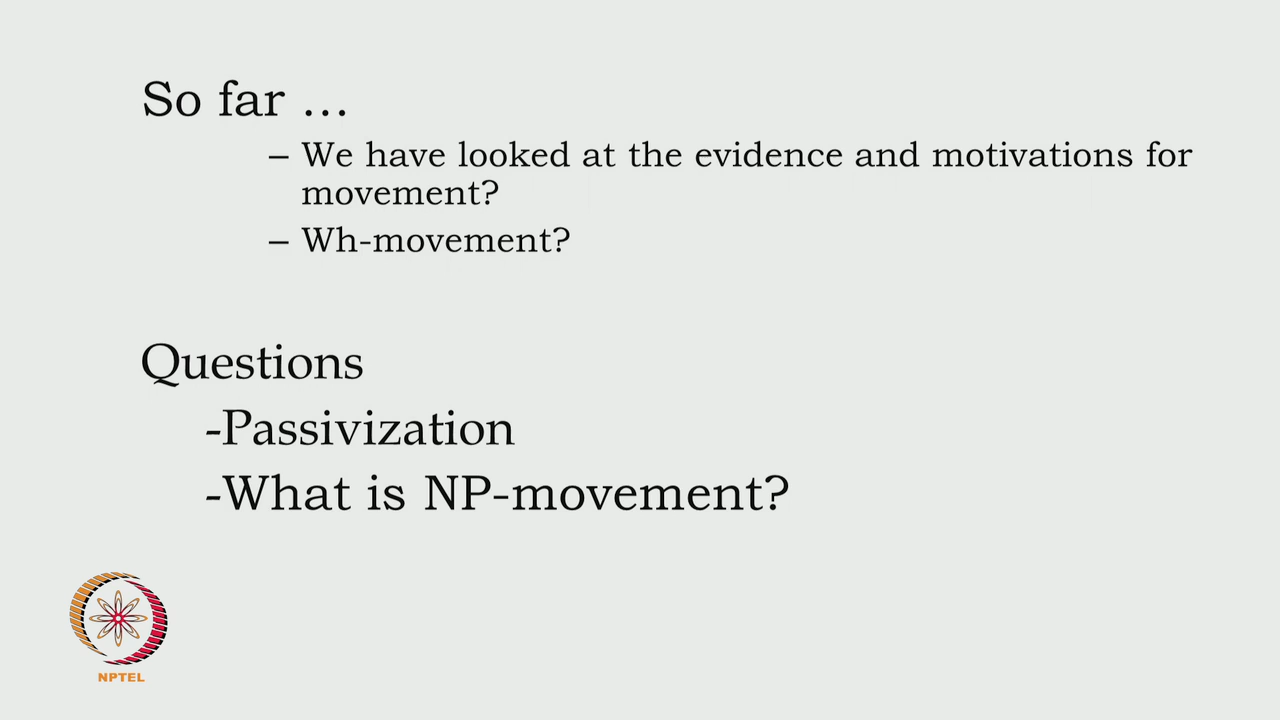 So far …
– We have looked at the evidence and motivations for
movement?
– Wh-movement?
Questions
-Passivization
-What is NP-movement?
NPTEL